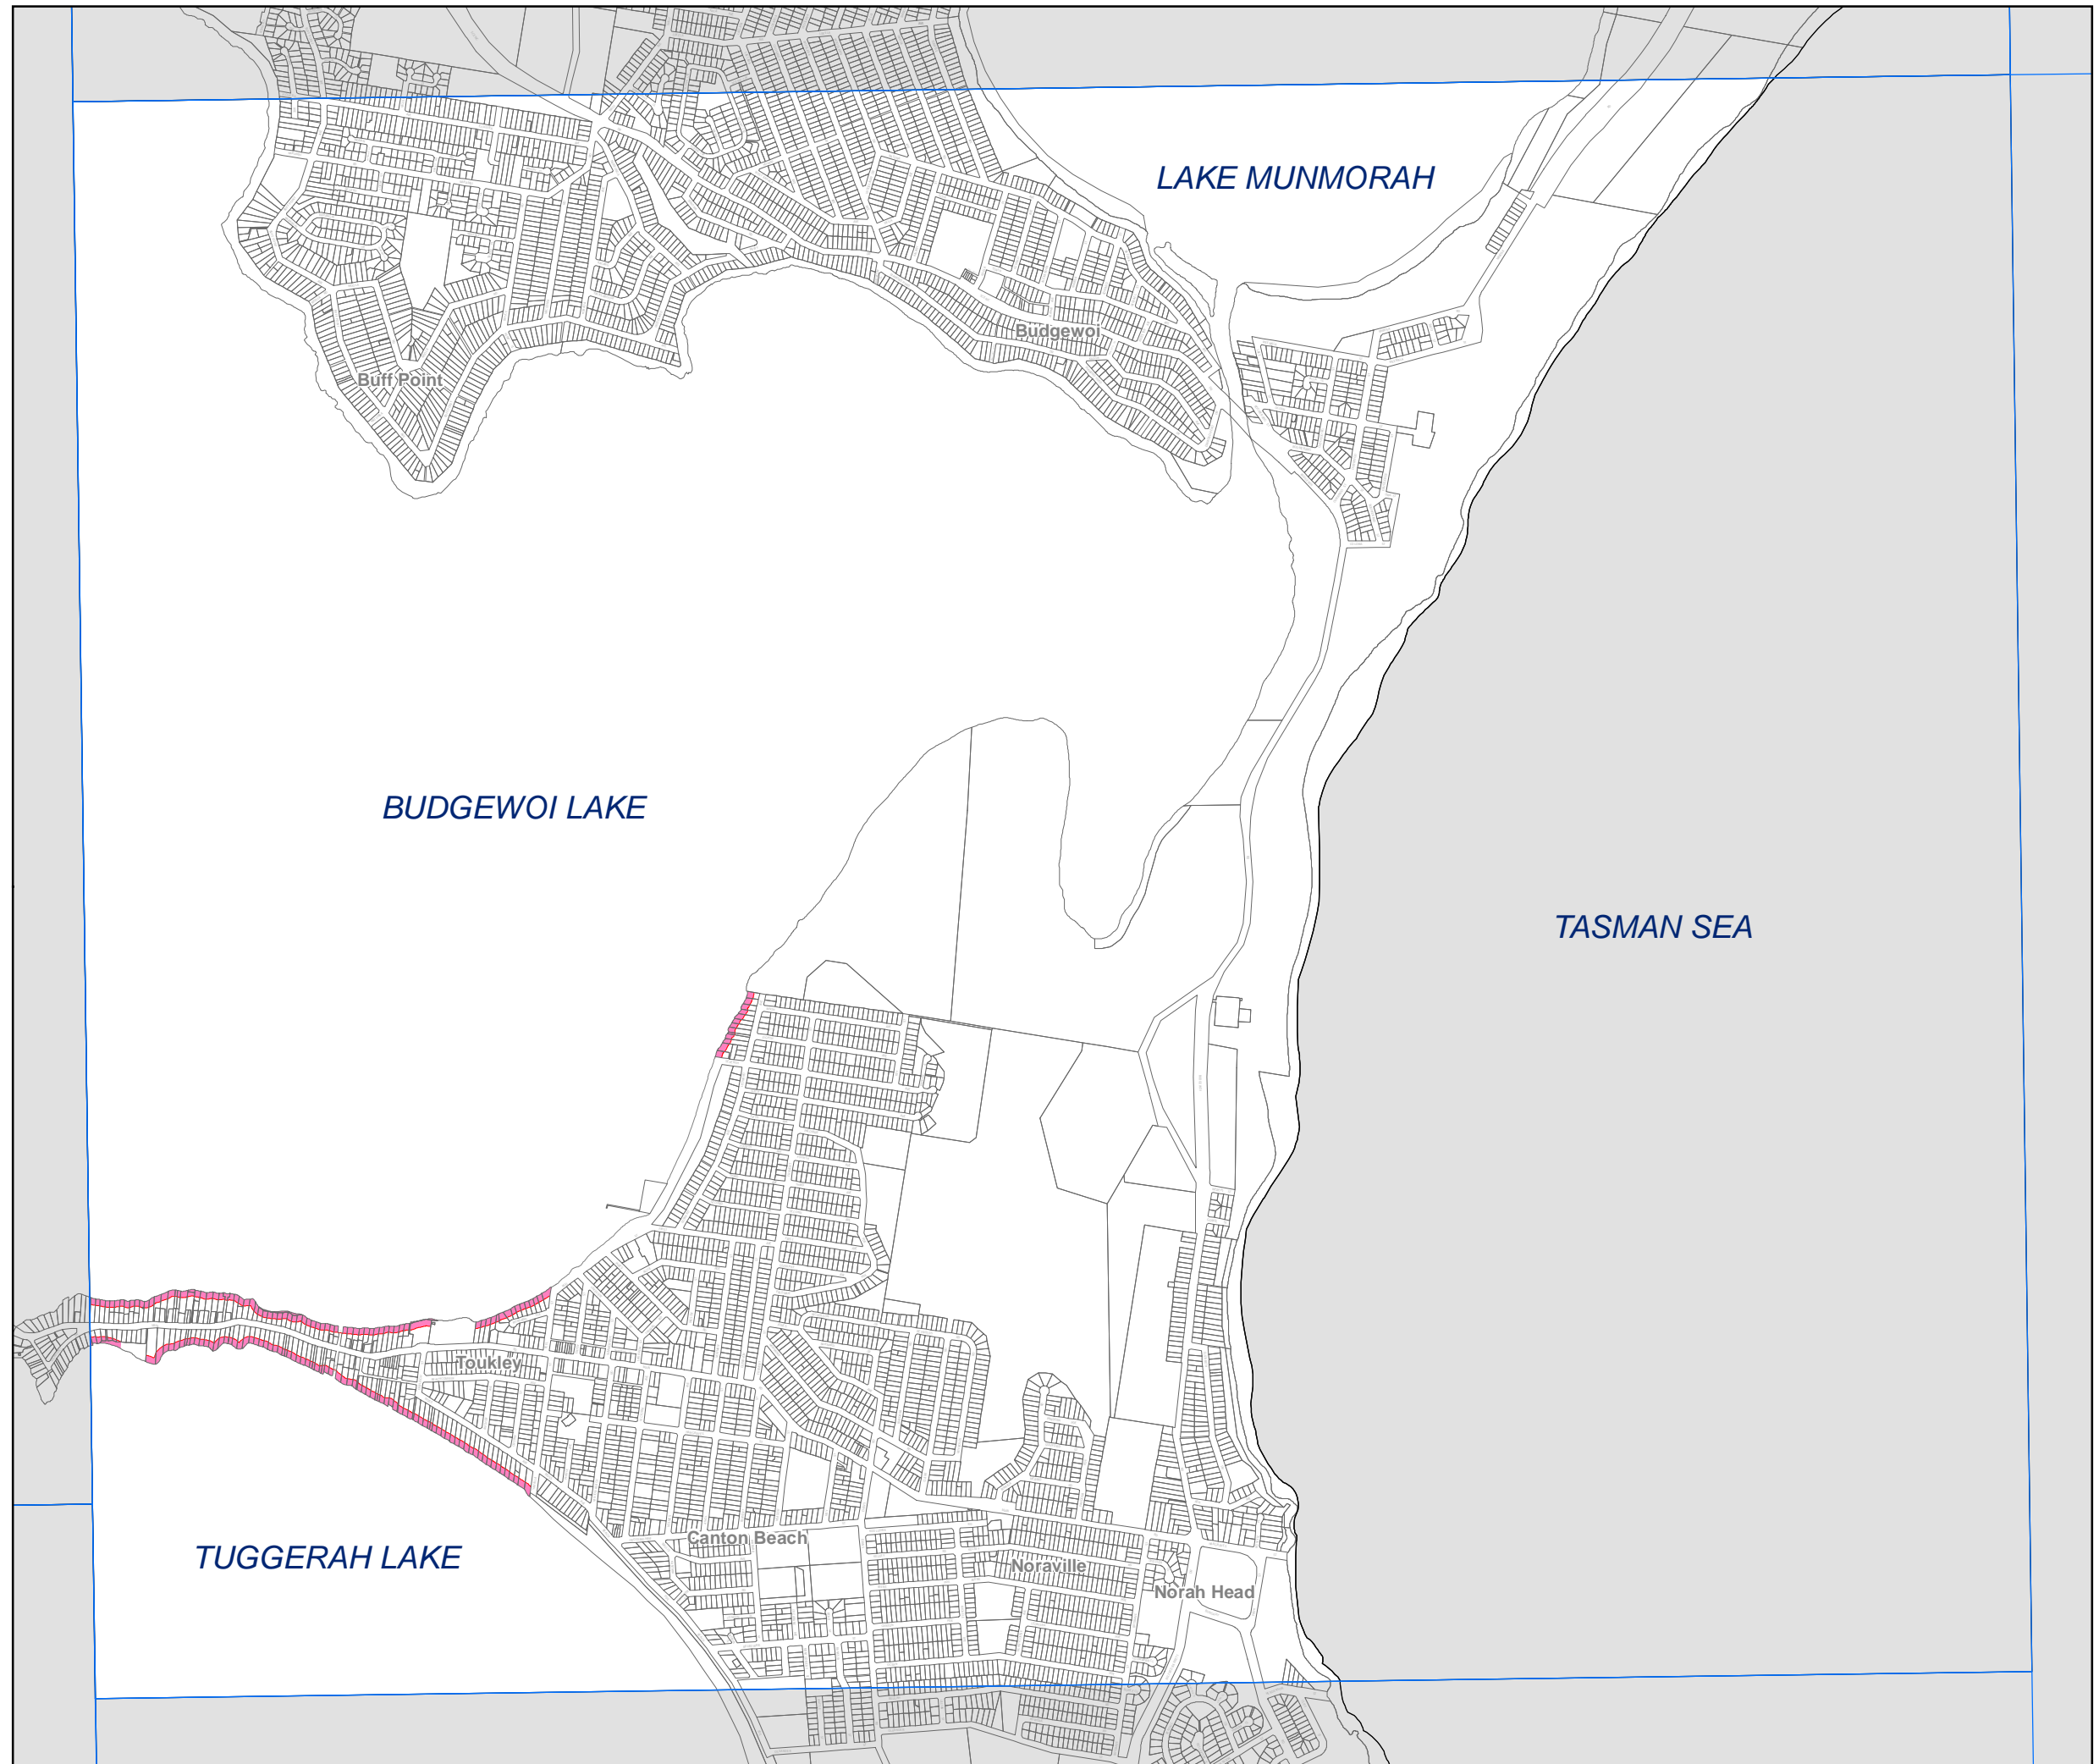 LAKE MUNMORAH
Budgewoi
Buff Point
BUDGEWOI LAKE
TASMAN SEA
Toukley
Canton Beach
TUGGERAH LAKE
Noraville
Norah Head